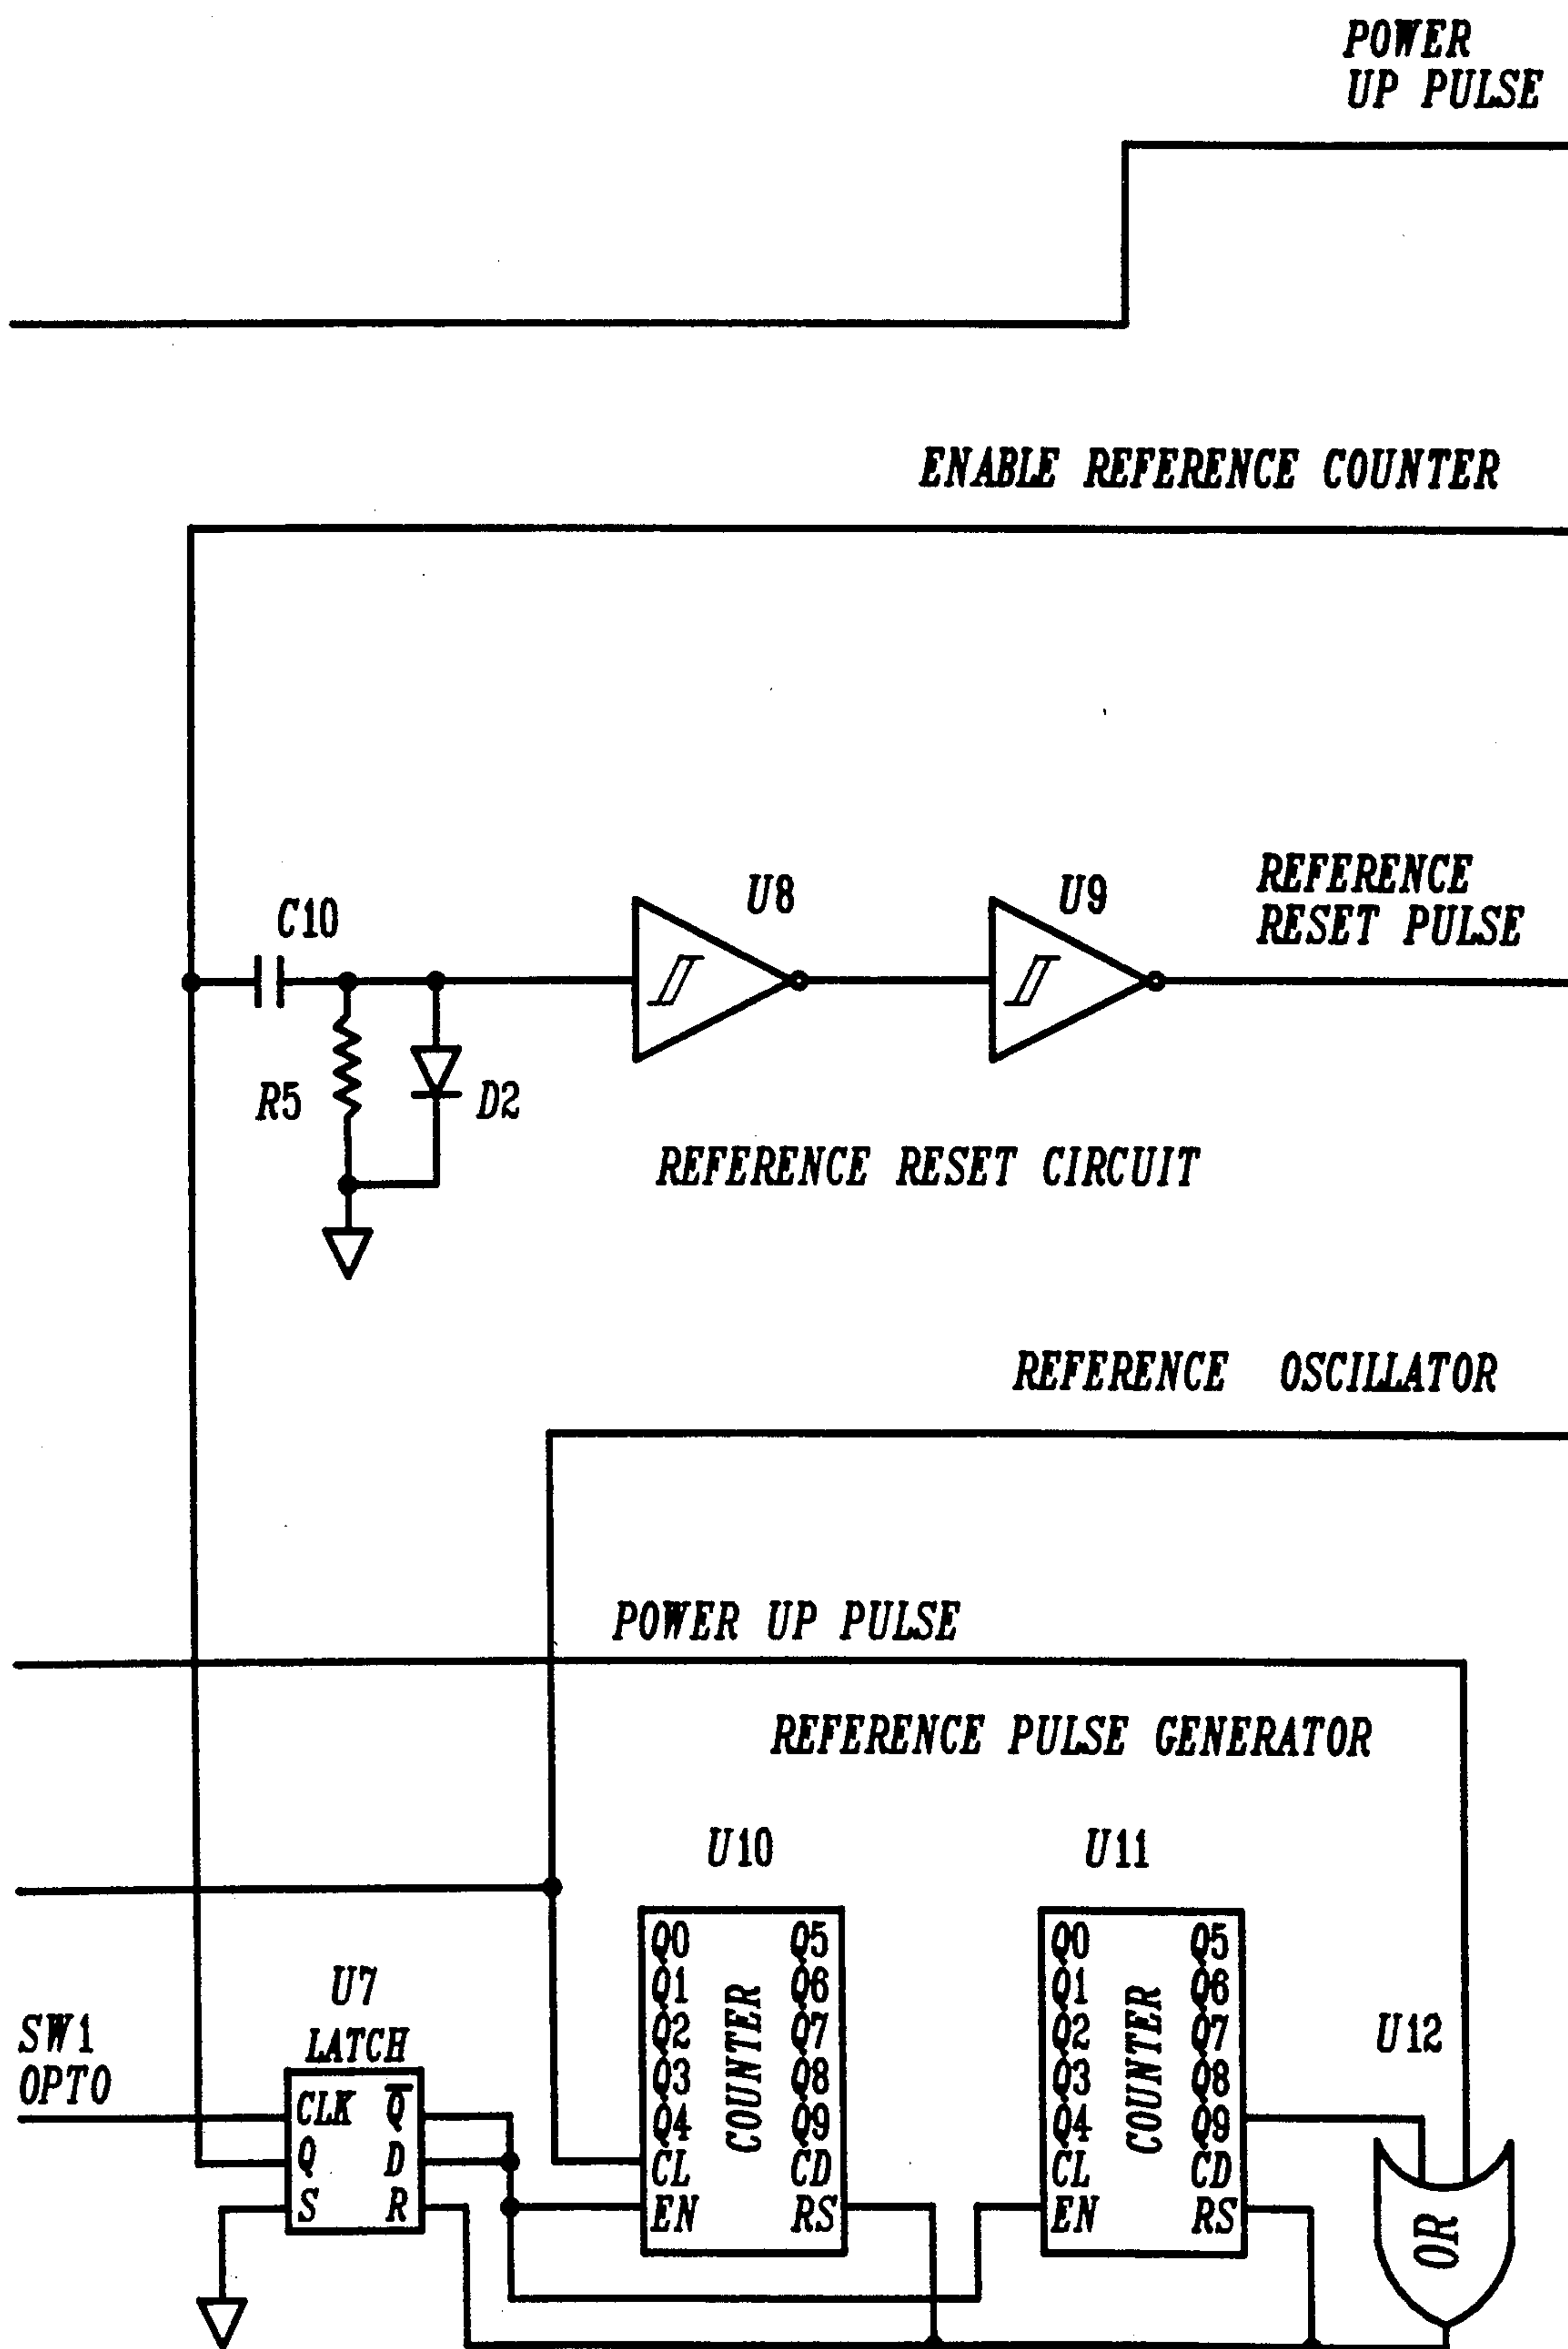 POWER
UP PULSE
ENABLE REFERENCE COUNTER
C10
U8
U9
REFERENCE
RESET PULSE
R5
D2
REFERENCE RESET CIRCUIT
REFERENCE OSCILLATOR
POWER UP PULSE
REFERENCE PULSE GENERATOR
U10
U11
U7
LATCH
SW1
OPTO
CLK Q̅
Q D
S R
Q0 Q5
Q1 Q6
Q2 Q7
Q3 Q8
Q4 Q9
CL CD
EN RS
COUNTER
Q0 Q5
Q1 Q6
Q2 Q7
Q3 Q8
Q4 Q9
CL CD
EN RS
COUNTER
U12
OR